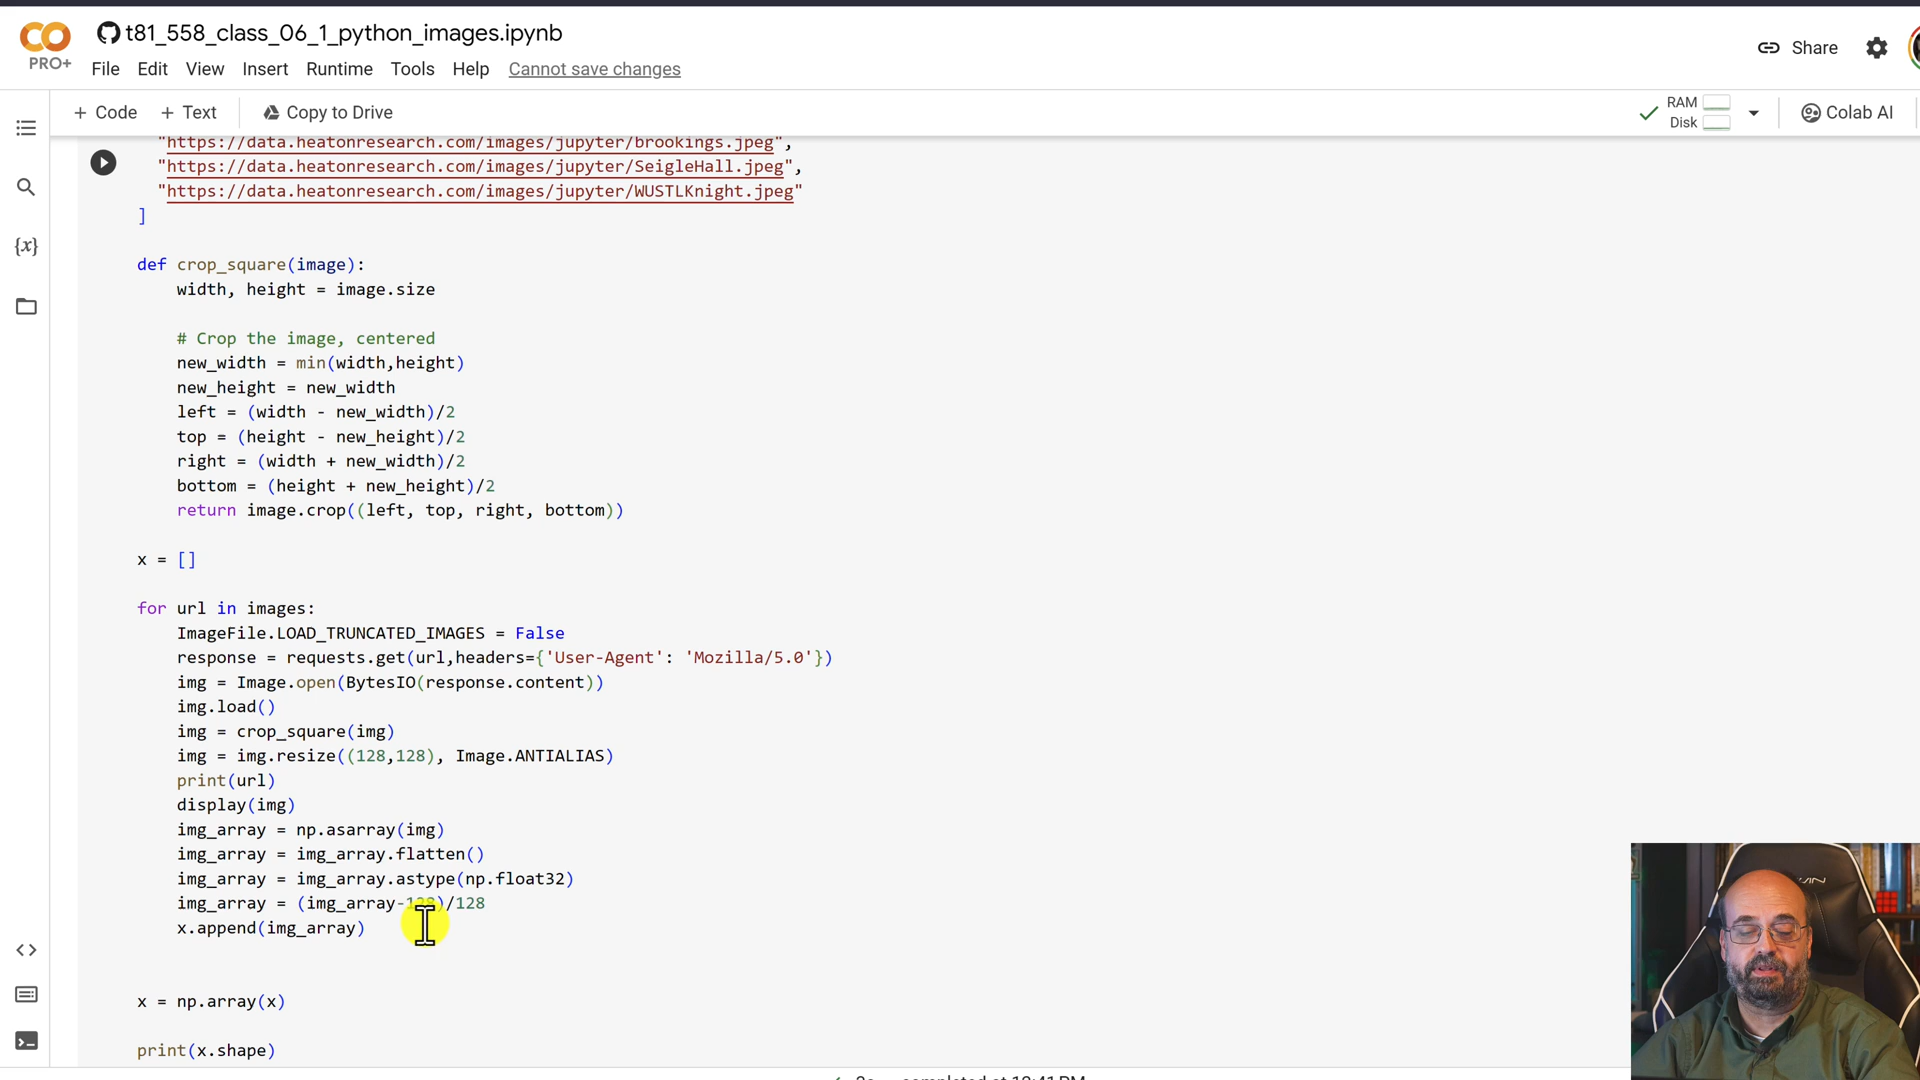 t81_558_class_06_1_python_images.ipynb
PRO+
File Edit View Insert Runtime Tools Help Cannot save changes
Share
+ Code + Text Copy to Drive
RAM
Disk
Colab AI
"https://data.heatonresearch.com/images/jupyter/brookings.jpeg",
"https://data.heatonresearch.com/images/jupyter/SeigleHall.jpeg",
"https://data.heatonresearch.com/images/jupyter/WUSTLKnight.jpeg"
]
def crop_square(image):
width, height = image.size
# Crop the image, centered
new_width = min(width,height)
new_height = new_width
left = (width - new_width)/2
top = (height - new_height)/2
right = (width + new_width)/2
bottom = (height + new_height)/2
return image.crop((left, top, right, bottom))
x = []
for url in images:
ImageFile.LOAD_TRUNCATED_IMAGES = False
response = requests.get(url,headers={'User-Agent': 'Mozilla/5.0'})
img = Image.open(BytesIO(response.content))
img.load()
img = crop_square(img)
img = img.resize((128,128), Image.ANTIALIAS)
print(url)
display(img)
img_array = np.asarray(img)
img_array = img_array.flatten()
img_array = img_array.astype(np.float32)
img_array = (img_array-128)/128
x.append(img_array)
x = np.array(x)
print(x.shape)